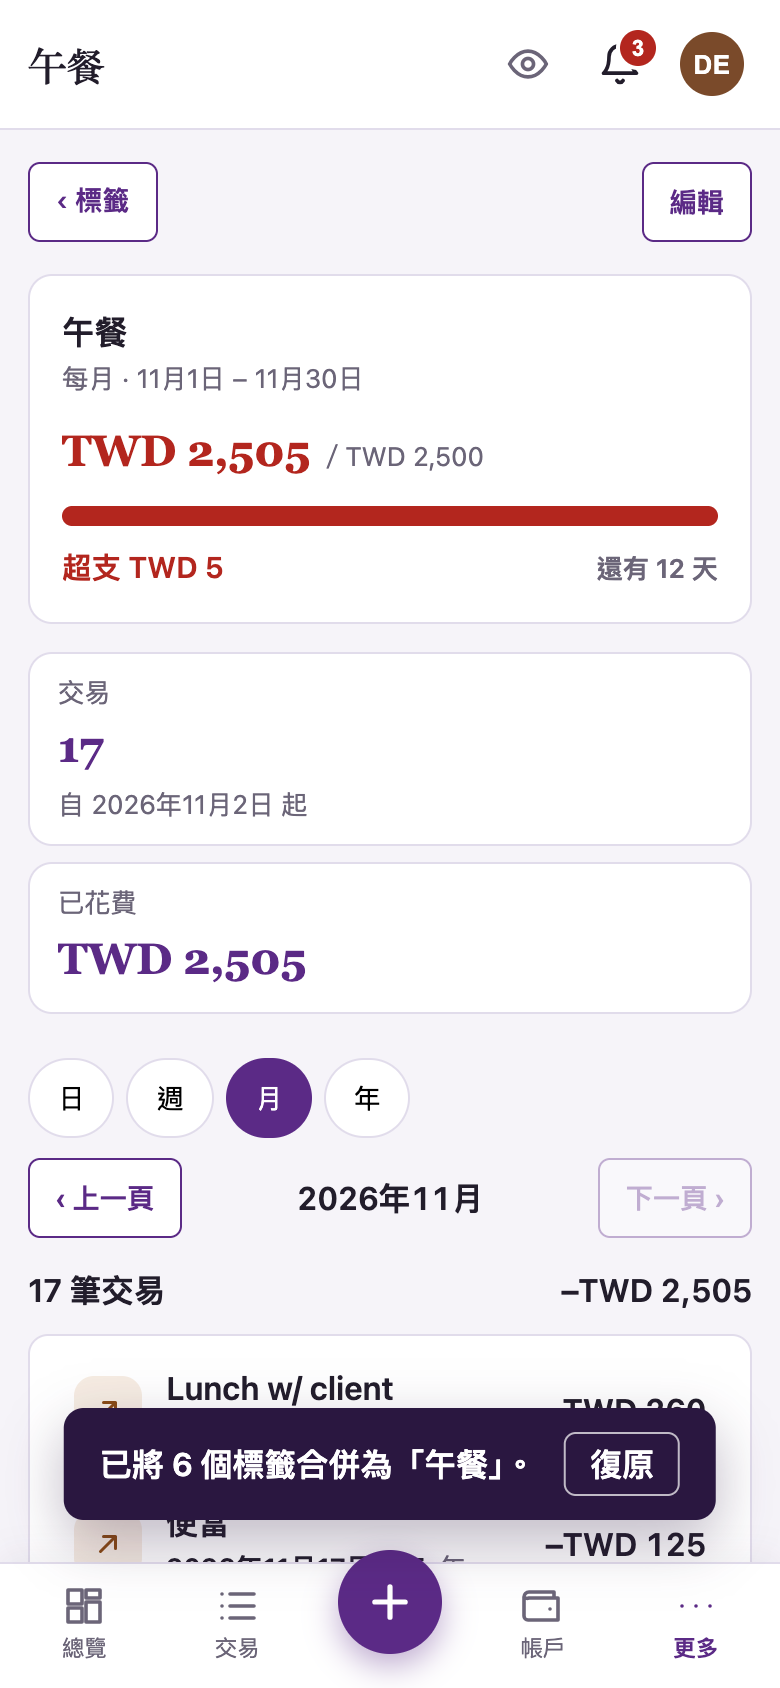 午餐
3
DE
‹ 標籤
編輯
午餐
每月 · 11月1日 – 11月30日
TWD 2,505 / TWD 2,500
超支 TWD 5
還有 12 天
交易
17
自 2026年11月2日 起
已花費
TWD 2,505
日
週
月
年
‹ 上一頁
2026年11月
下一頁 ›
17 筆交易
–TWD 2,505
Lunch w/ client
已將 6 個標籤合併為「午餐」。
復原
便當
–TWD 125
總覽
交易
+
帳戶
更多